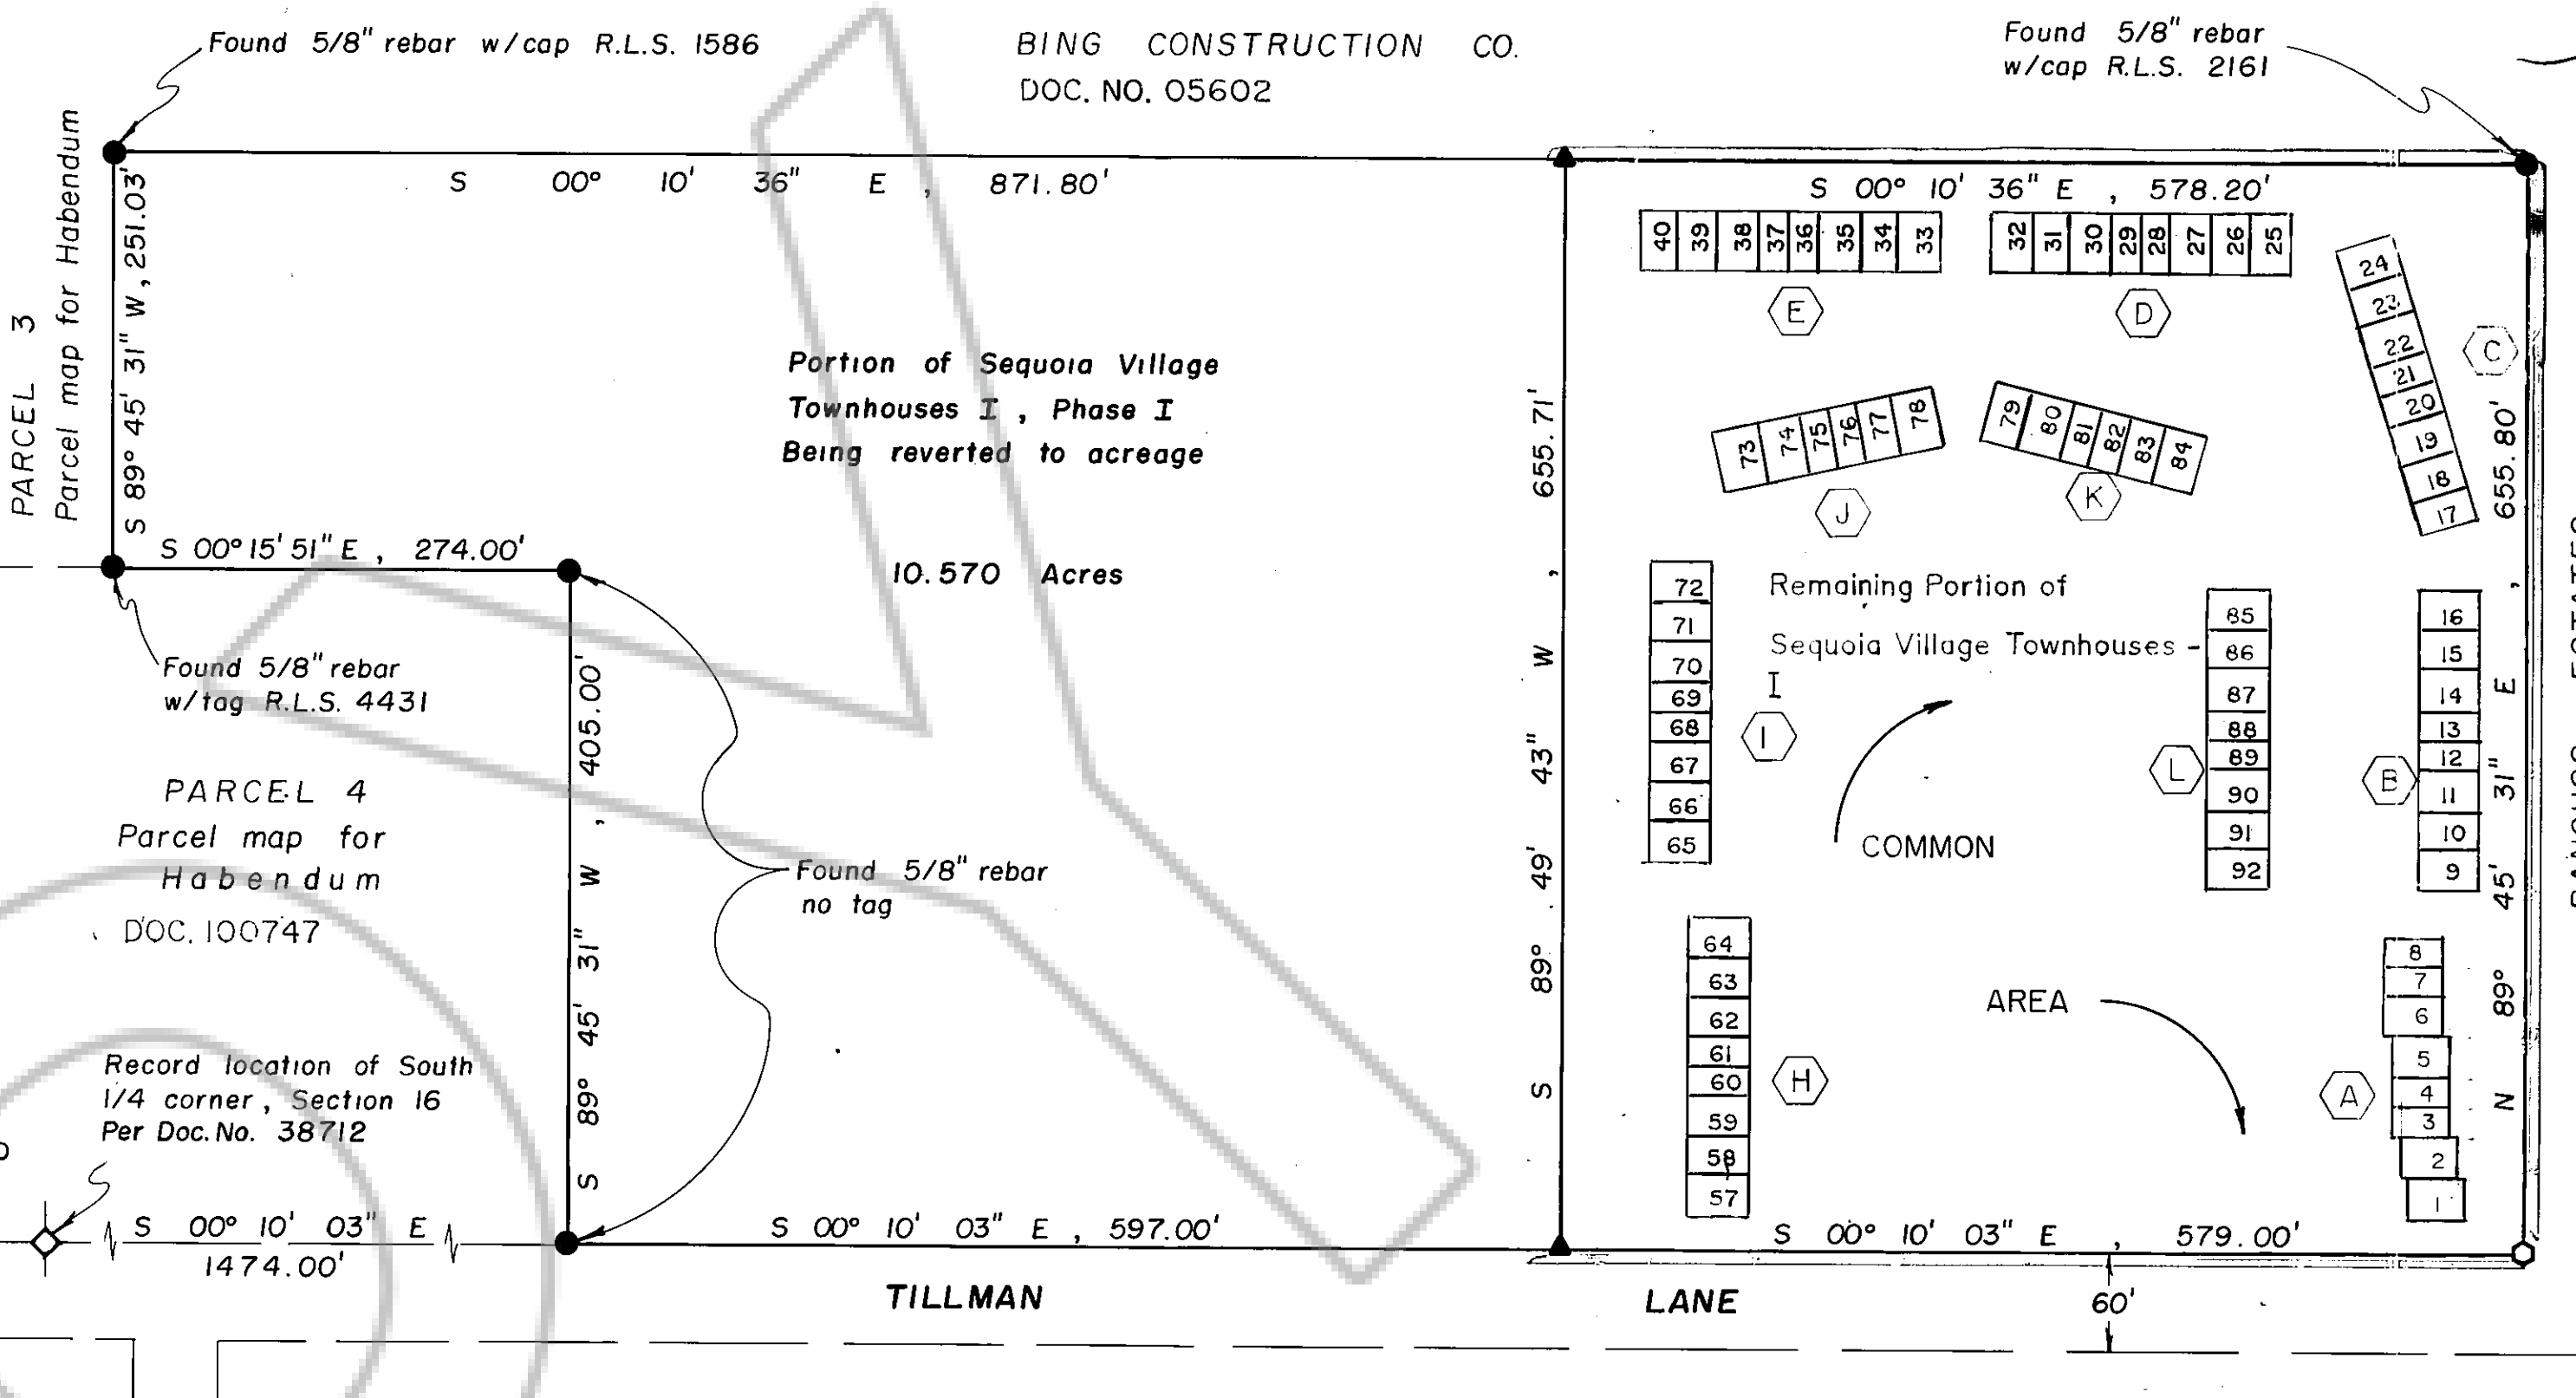 Found 5/8" rebar w/cap R.L.S. 1586
BING CONSTRUCTION CO.
DOC. NO. 05602
Found 5/8" rebar
w/cap R.L.S. 2161
PARCEL 3
Parcel map for Habendum
S 89° 45' 31" W, 251.03'
S 00° 10' 36" E , 871.80'
S 00° 10' 36" E , 578.20'
40 39 38 37 36 35 34 33
32 31 30 29 28 27 26 25
E
D
24
23
22
21
20
19
18
17
C
Portion of Sequoia Village
Townhouses I , Phase I
Being reverted to acreage
10.570 Acres
73 74 75 76 77 78
79 80 81 82 83 84
J
K
S 00° 15' 51" E , 274.00'
Found 5/8" rebar
w/tag R.L.S. 4431
S 89° 45' 31" W , 405.00'
S 89° 49' 43" W , 655.71'
N 89° 45' 31" E , 655.80'
Remaining Portion of
Sequoia Village Townhouses -
I
72
71
70
69
68
67
66
65
I
85
86
87
88
89
90
91
92
L
16
15
14
13
12
11
10
9
B
COMMON
AREA
PARCEL 4
Parcel map for
Habendum
DOC. 100747
Found 5/8" rebar
no tag
64
63
62
61
60
59
58
57
H
8
7
6
5
4
3
2
1
A
Record location of South
1/4 corner, Section 16
Per Doc. No. 38712
S 00° 10' 03" E
1474.00'
S 00° 10' 03" E , 597.00'
S 00° 10' 03" E , 579.00'
TILLMAN LANE
60'